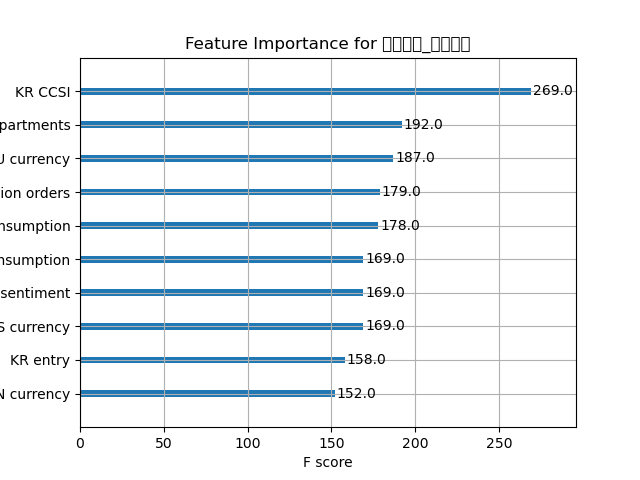 Feature Importance for □□□□_□□□□
KR CCSI 269.0
partments 192.0
U currency 187.0
ion orders 179.0
nsumption 178.0
nsumption 169.0
sentiment 169.0
S currency 169.0
KR entry 158.0
N currency 152.0
0 50 100 150 200 250
F score